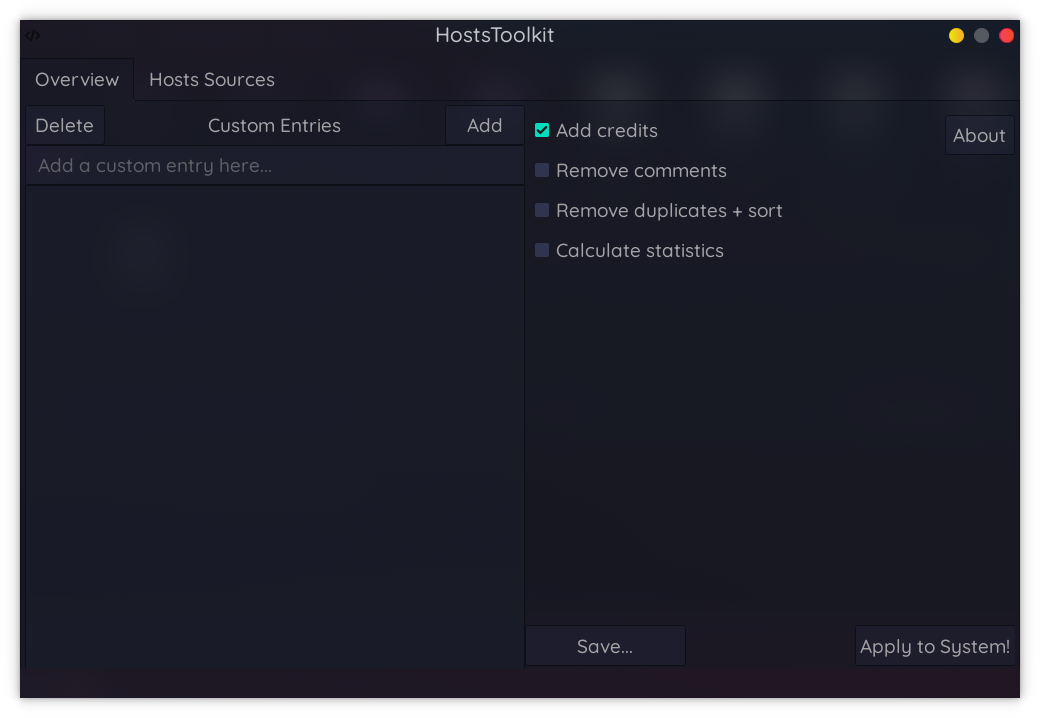 HostsToolkit
Overview
Hosts Sources
Delete
Custom Entries
Add
Add a custom entry here...
Add credits
About
Remove comments
Remove duplicates + sort
Calculate statistics
Save...
Apply to System!